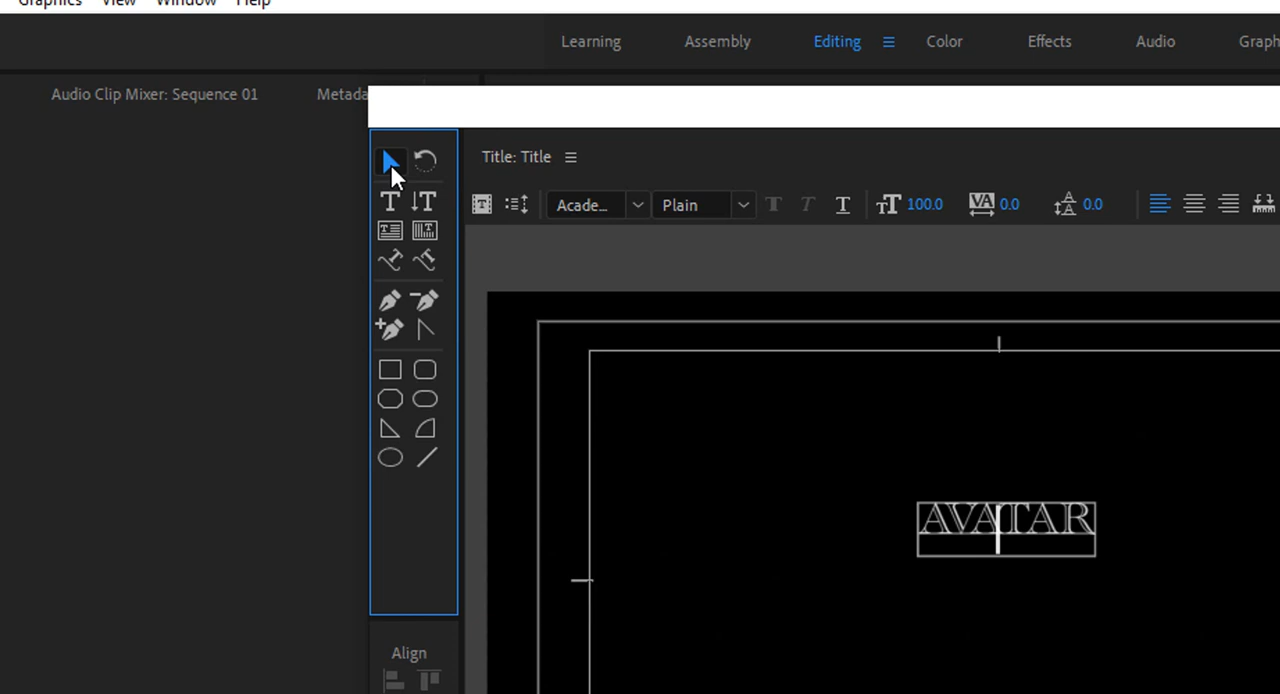 Graphics View Window Help
Learning Assembly Editing Color Effects Audio Graph
Audio Clip Mixer: Sequence 01 Metada
Title: Title
Acade... Plain 100.0 0.0 0.0
AVATAR
Align